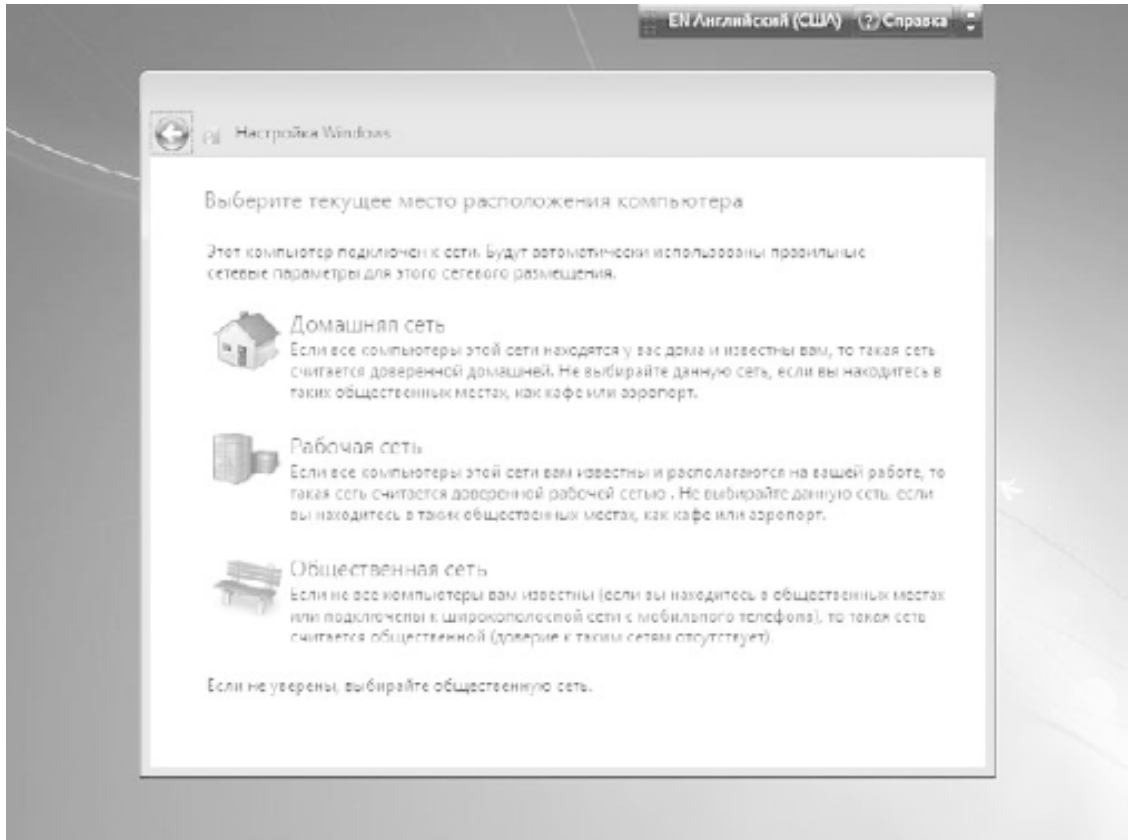 EN Английский (США) (?) Справка
Настройка Windows
Выберите текущее место расположения компьютера
Этот компьютер подключен к сети. Будут автоматически использованы правильные
сетевые параметры для этого сетевого размещения.
Домашняя сеть
Если все компьютеры этой сети находятся у вас дома и известны вам, то такая сеть
считается доверенной домашней. Не выбирайте данную сеть, если вы находитесь в
таких общественных местах, как кафе или аэропорт.
Рабочая сеть
Если все компьютеры этой сети вам известны и располагаются на вашей работе, то
такая сеть считается доверенной рабочей сетью . Не выбирайте данную сеть, если
вы находитесь в таких общественных местах, как кафе или аэропорт.
Общественная сеть
Если не все компьютеры вам известны (если вы находитесь в общественных местах
или подключены к широкополосной сети с мобильного телефона), то такая сеть
считается общественной (доверие к таким сетям отсутствует).
Если не уверены, выбирайте общественную сеть.